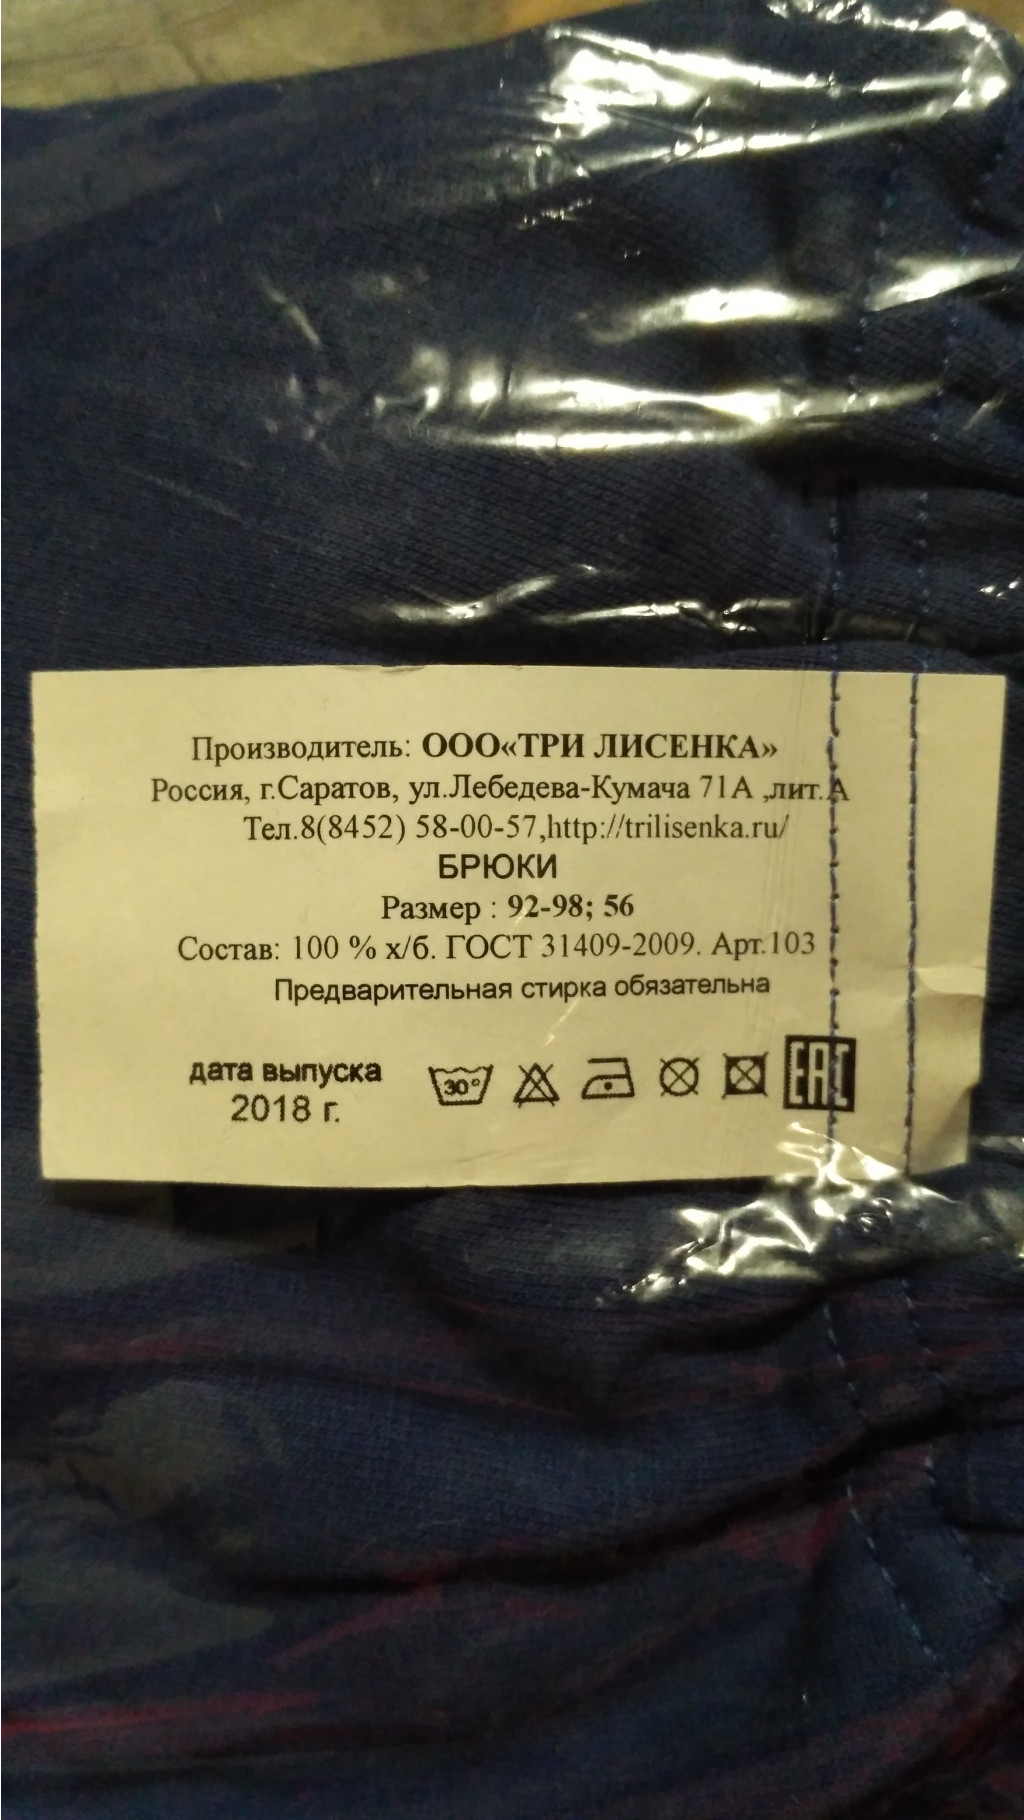 Производитель: ООО«ТРИ ЛИСЕНКА»
Россия, г.Саратов, ул.Лебедева-Кумача 71А ,лит.А
Тел.8(8452) 58-00-57,http://trilisenka.ru/
БРЮКИ
Размер : 92-98; 56
Состав: 100 % х/б. ГОСТ 31409-2009. Арт.103
Предварительная стирка обязательна
дата выпуска
2018 г.
30° EAC